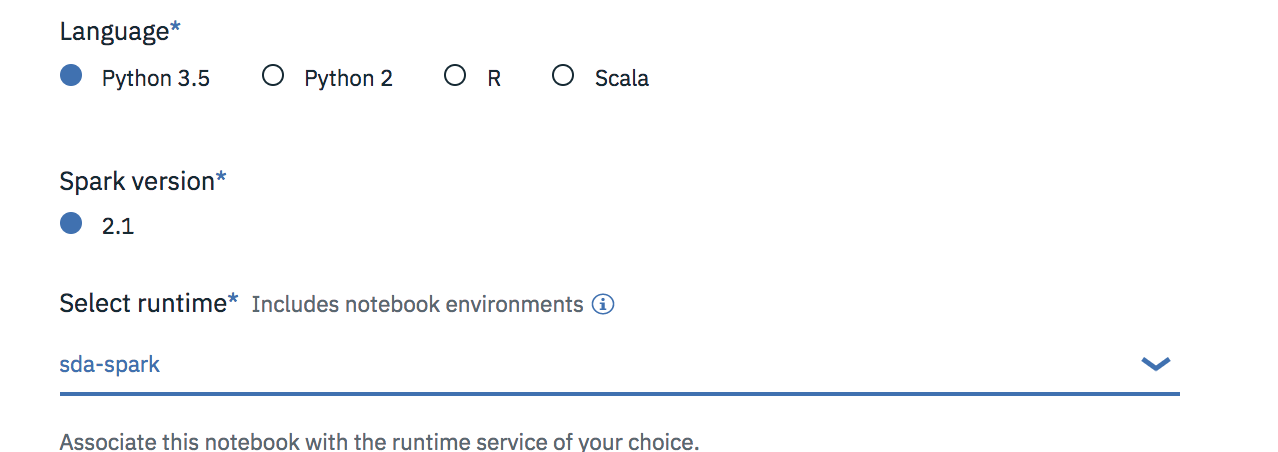 Language*
Python 3.5 Python 2 R Scala
Spark version*
2.1
Select runtime* Includes notebook environments
sda-spark
Associate this notebook with the runtime service of your choice.